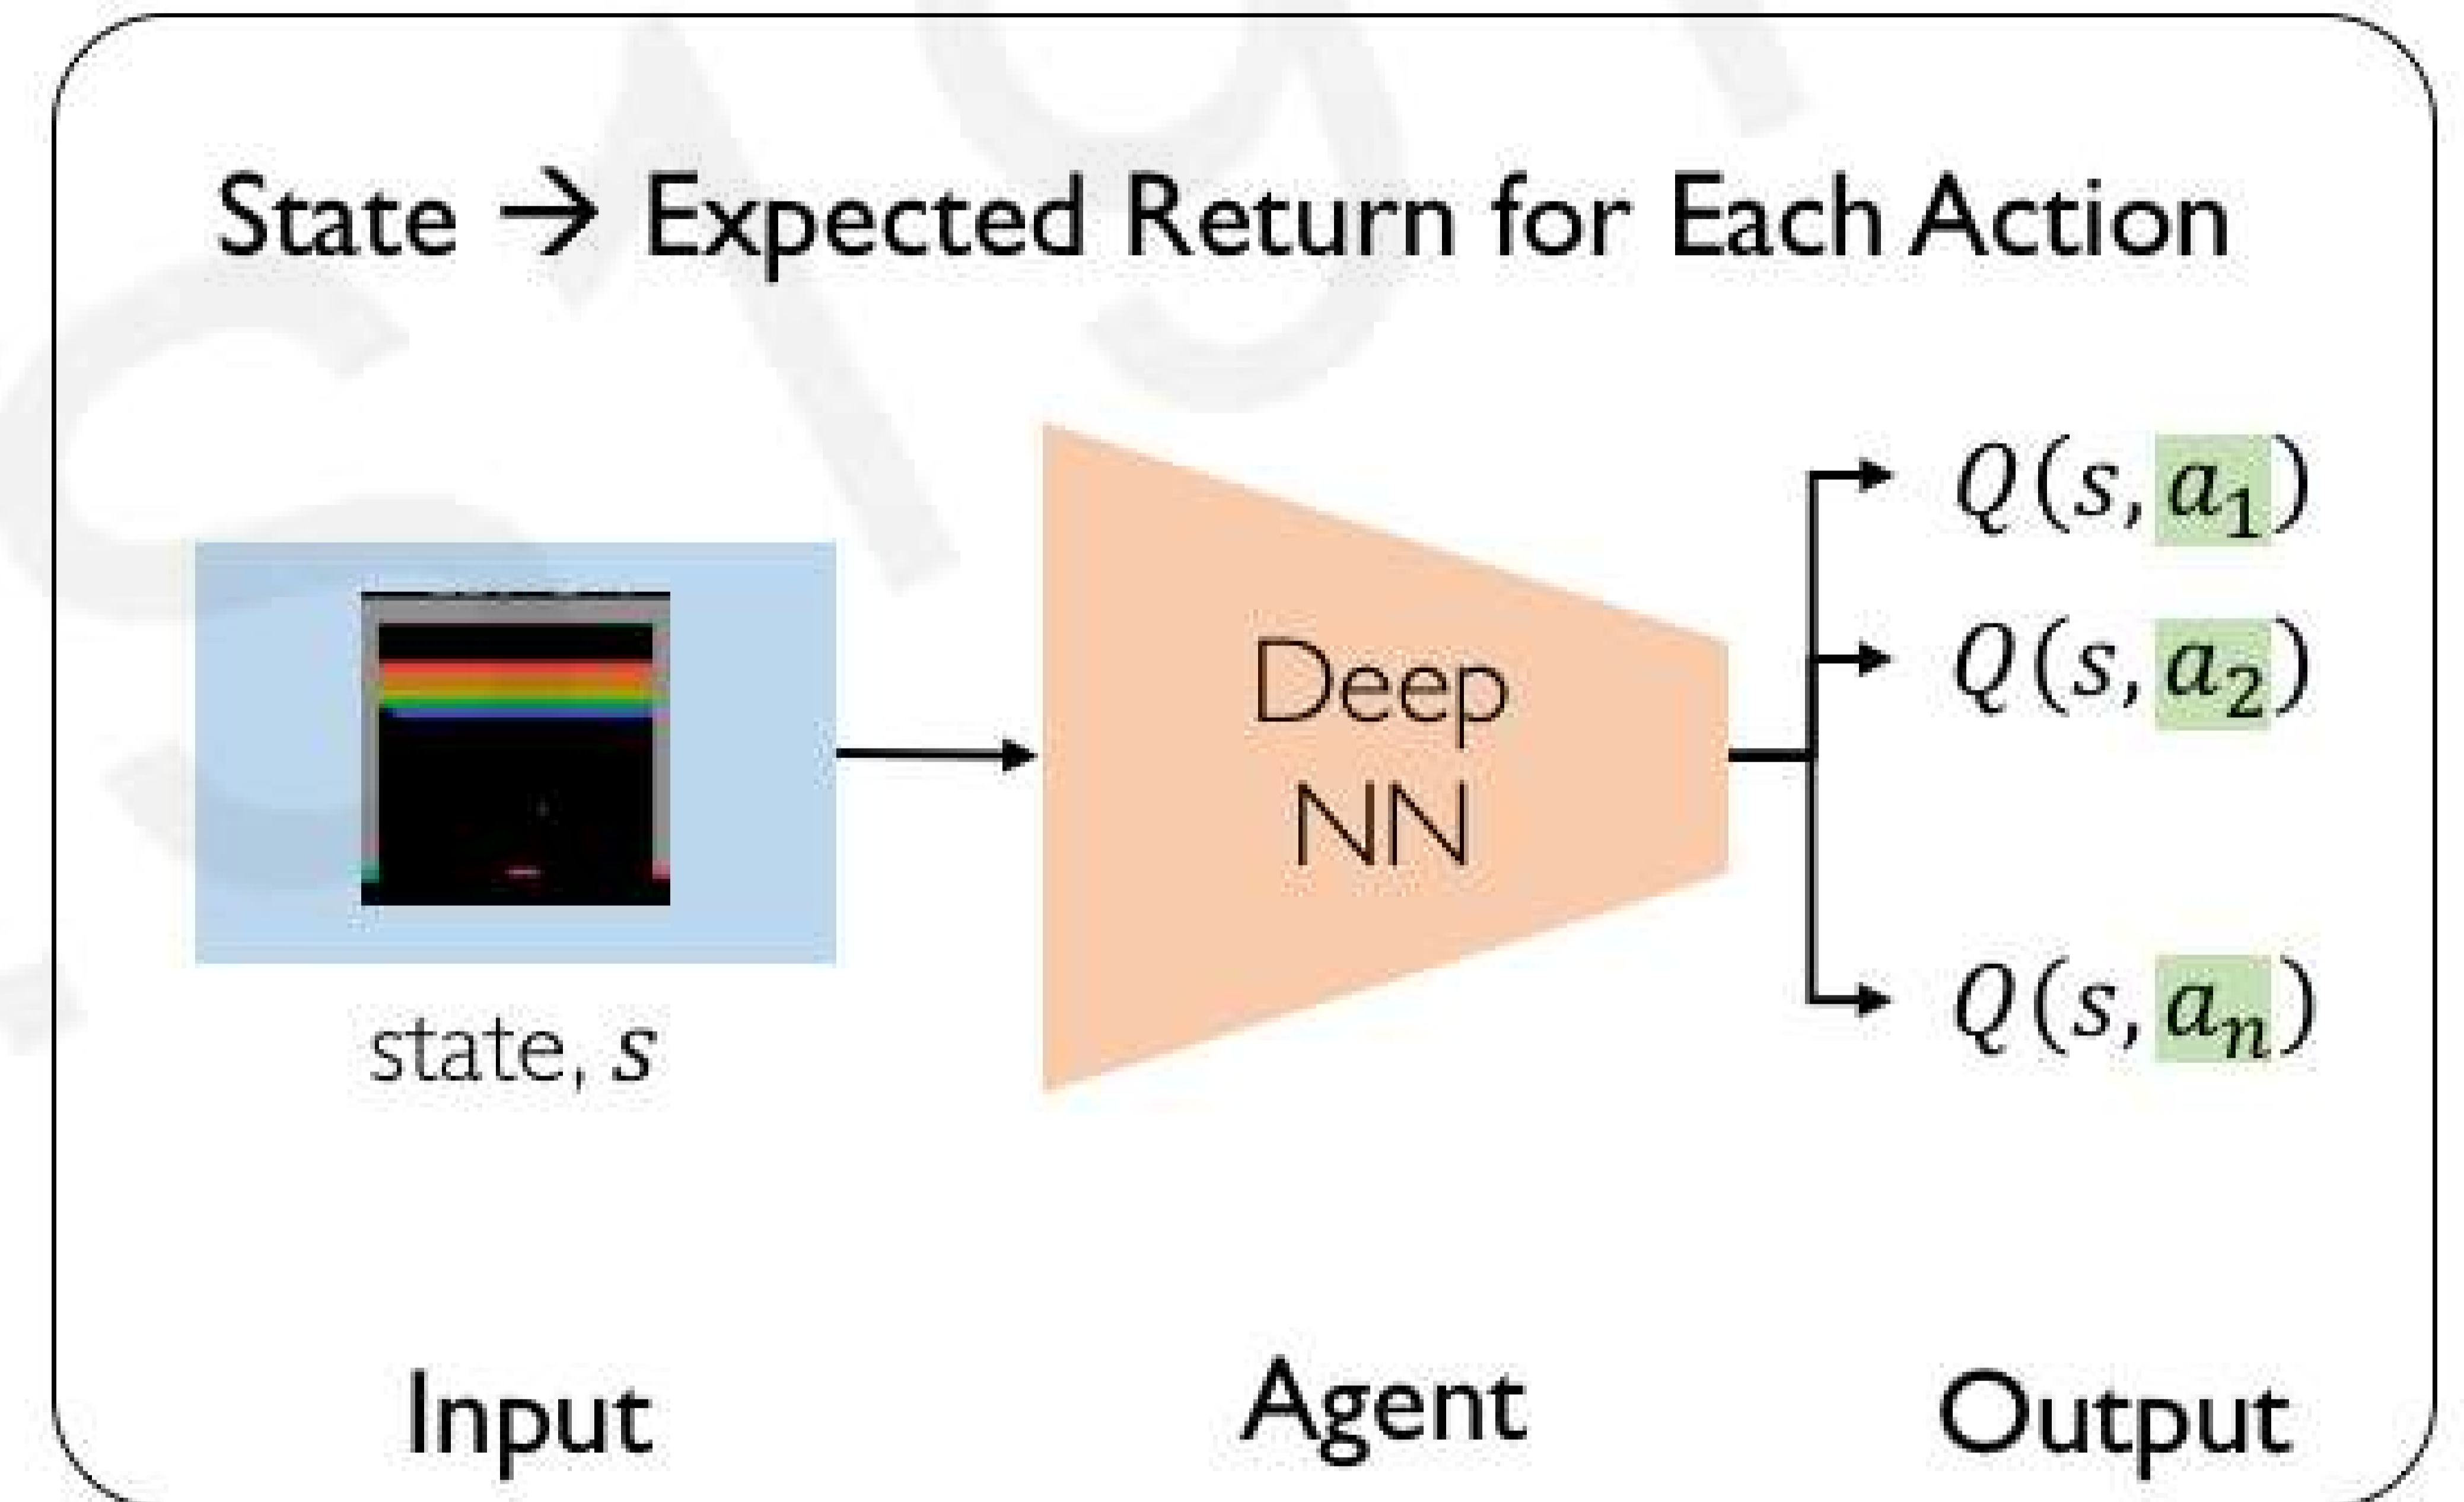 State → Expected Return for Each Action
Q(s, a₁)
Q(s, a₂)
Deep
NN
Q(s, aₙ)
state, s
Input Agent Output